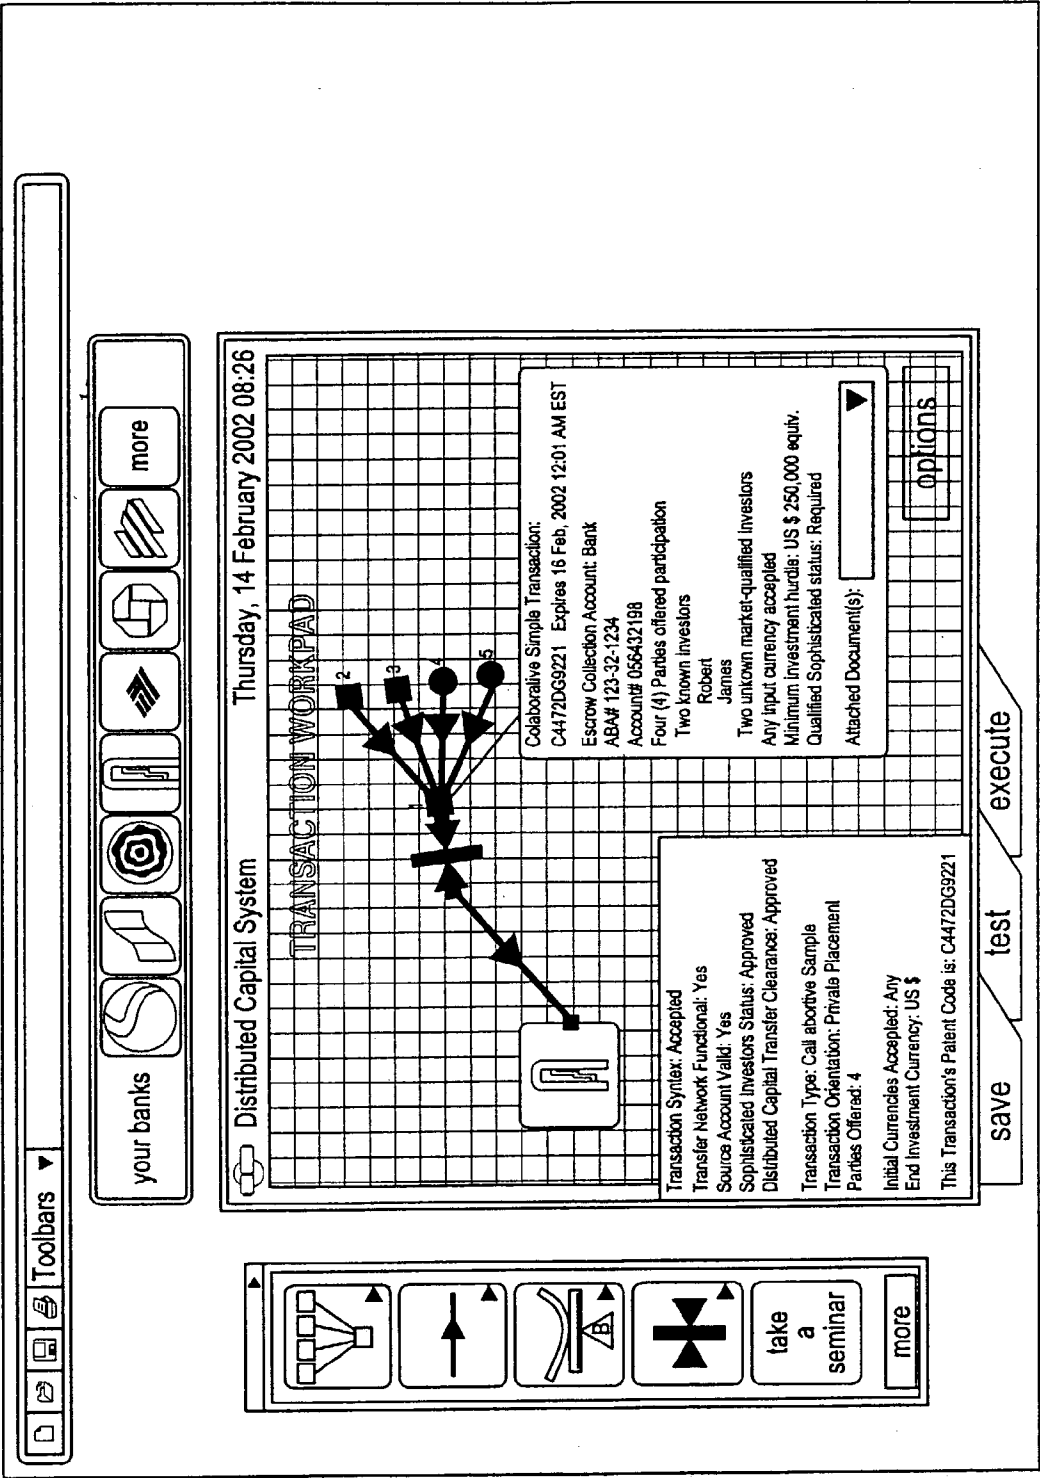 Toolbars
your banks
more
Distributed Capital System
Thursday, 14 February 2002 08:26
TRANSACTION WORKPAD
1
2
3
4
5
Colaborative Simple Transaction:
C4472DG9221 Expires 16 Feb, 2002 12:01 AM EST
Escrow Collection Account: Bank
ABA# 123-32-1234
Account# 056432198
Four (4) Parties offered participation
Two known investors
Robert
James
Two unkown market-qualified Investors
Any input currency accepted
Minimum investment hurdle: US $ 250,000 equiv.
Qualified Sophisticated status: Required
Attached Document(s):
options
Transaction Syntex: Accepted
Transfer Network Functional: Yes
Source Account Valid: Yes
Sophisticated Investors Status: Approved
Distributed Capital Transfer Clearance: Approved
Transaction Type: Call abortive Sample
Transaction Orientation: Private Placement
Parties Offered: 4
Initial Currencies Accepted: Any
End Investment Currency: US $
This Transaction's Patent Code is: C4472DG9221
save
test
execute
B
take
a
seminar
more